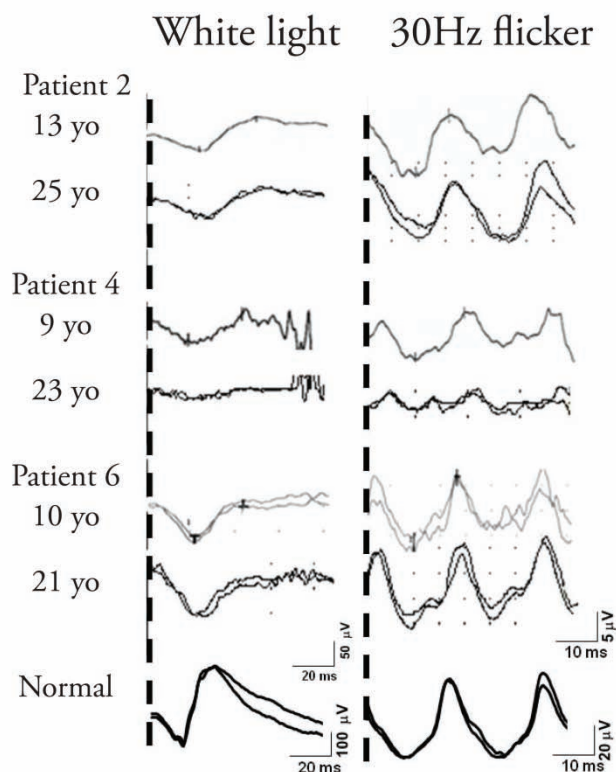 White light 30Hz flicker
Patient 2
13 yo
25 yo
Patient 4
9 yo
23 yo
Patient 6
10 yo
21 yo
50 μV
20 ms
5 μV
10 ms
Normal
100 μV
20 ms
20 μV
10 ms